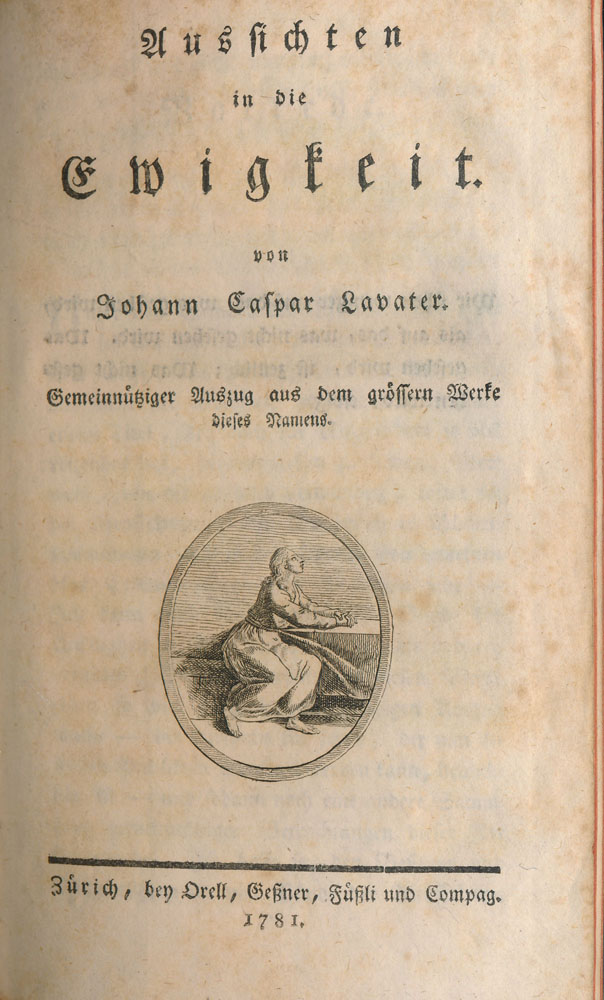 Aussichten
in die
Ewigkeit.
von
Johann Caspar Lavater.
Gemeinnütziger Auszug aus dem grössern Werke
dieses Namens.
Zürich, bey Orell, Geßner, Füßli und Compag.
1781.